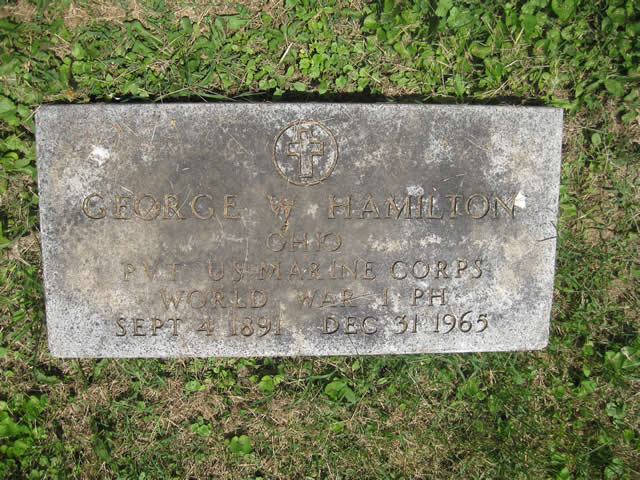 GEORGE W HAMILTON
OHIO
PVT US MARINE CORPS
WORLD WAR I PH
SEPT 4 1891 DEC 31 1965